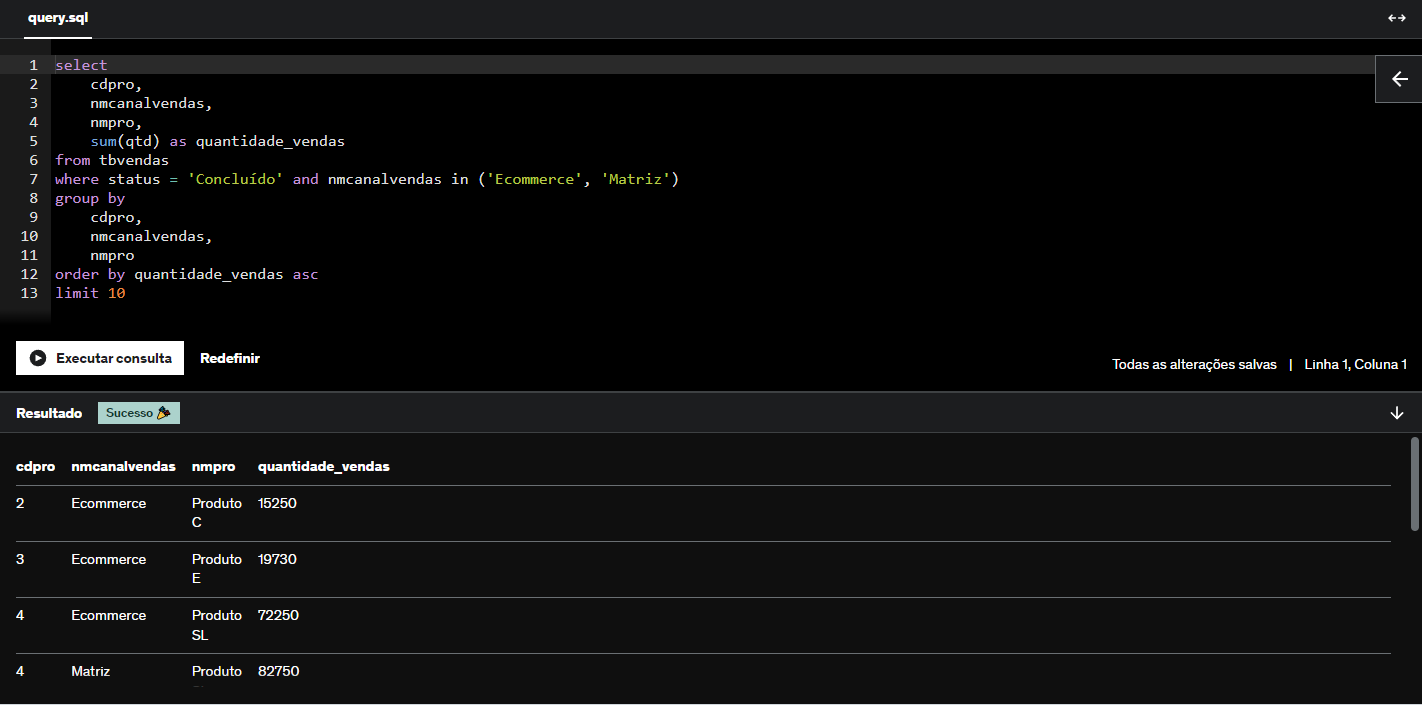 query.sql
1 select
2     cdpro,
3     nmcanalvendas,
4     nmpro,
5     sum(qtd) as quantidade_vendas
6 from tbvendas
7 where status = 'Concluído' and nmcanalvendas in ('Ecommerce', 'Matriz')
8 group by
9     cdpro,
10     nmcanalvendas,
11     nmpro
12 order by quantidade_vendas asc
13 limit 10
Executar consulta Redefinir
Todas as alterações salvas | Linha 1, Coluna 1
Resultado Sucesso
cdpro nmcanalvendas nmpro quantidade_vendas
2 Ecommerce Produto 15250
C
3 Ecommerce Produto 19730
E
4 Ecommerce Produto 72250
SL
4 Matriz Produto 82750